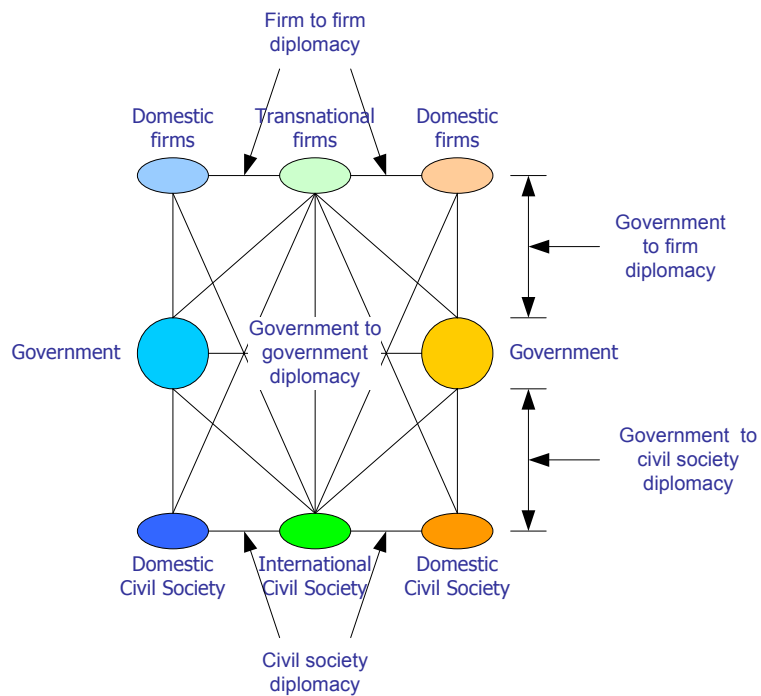 Firm to firm
diplomacy
Domestic
firms
Transnational
firms
Domestic
firms
Government
to firm
diplomacy
Government
Government to
government
diplomacy
Government
Government to
civil society
diplomacy
Domestic
Civil Society
International
Civil Society
Domestic
Civil Society
Civil society
diplomacy